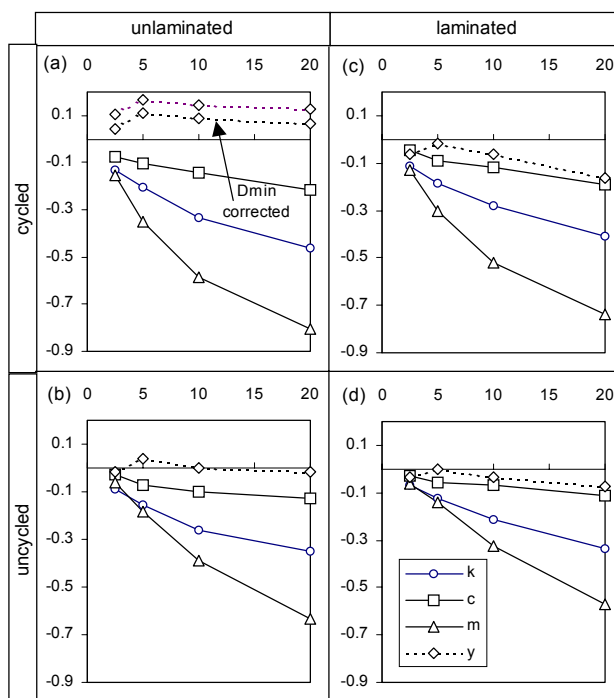 unlaminated laminated
(a) 0 5 10 15 20 (c) 0 5 10 15 20
0.1 0.1
-0.1 -0.1
Dmin
corrected
-0.3 -0.3
-0.5 -0.5
-0.7 -0.7
-0.9 -0.9
cycled
(b) 0 5 10 15 20 (d) 0 5 10 15 20
0.1 0.1
-0.1 -0.1
-0.3 -0.3
-0.5 -0.5
-0.7 -0.7
-0.9 -0.9
uncycled
k
c
m
y